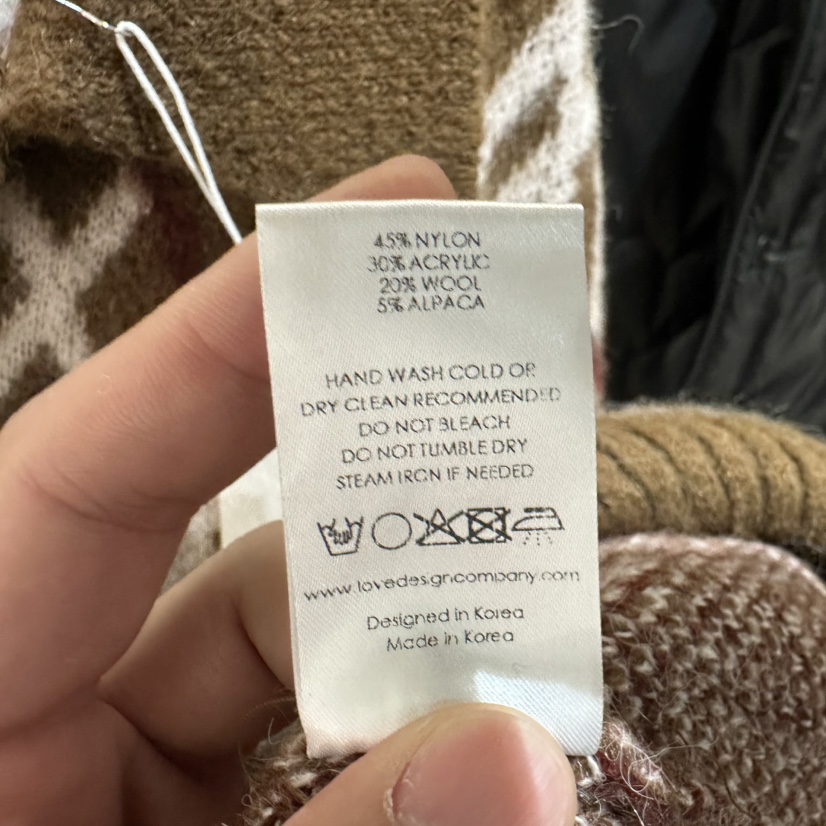 45% NYLON
30% ACRYLIC
20% WOOL
5% ALPACA
HAND WASH COLD OR
DRY CLEAN RECOMMENDED
DO NOT BLEACH
DO NOT TUMBLE DRY
STEAM IRON IF NEEDED
www.lovedesigncompany.com
Designed in Korea
Made in Korea